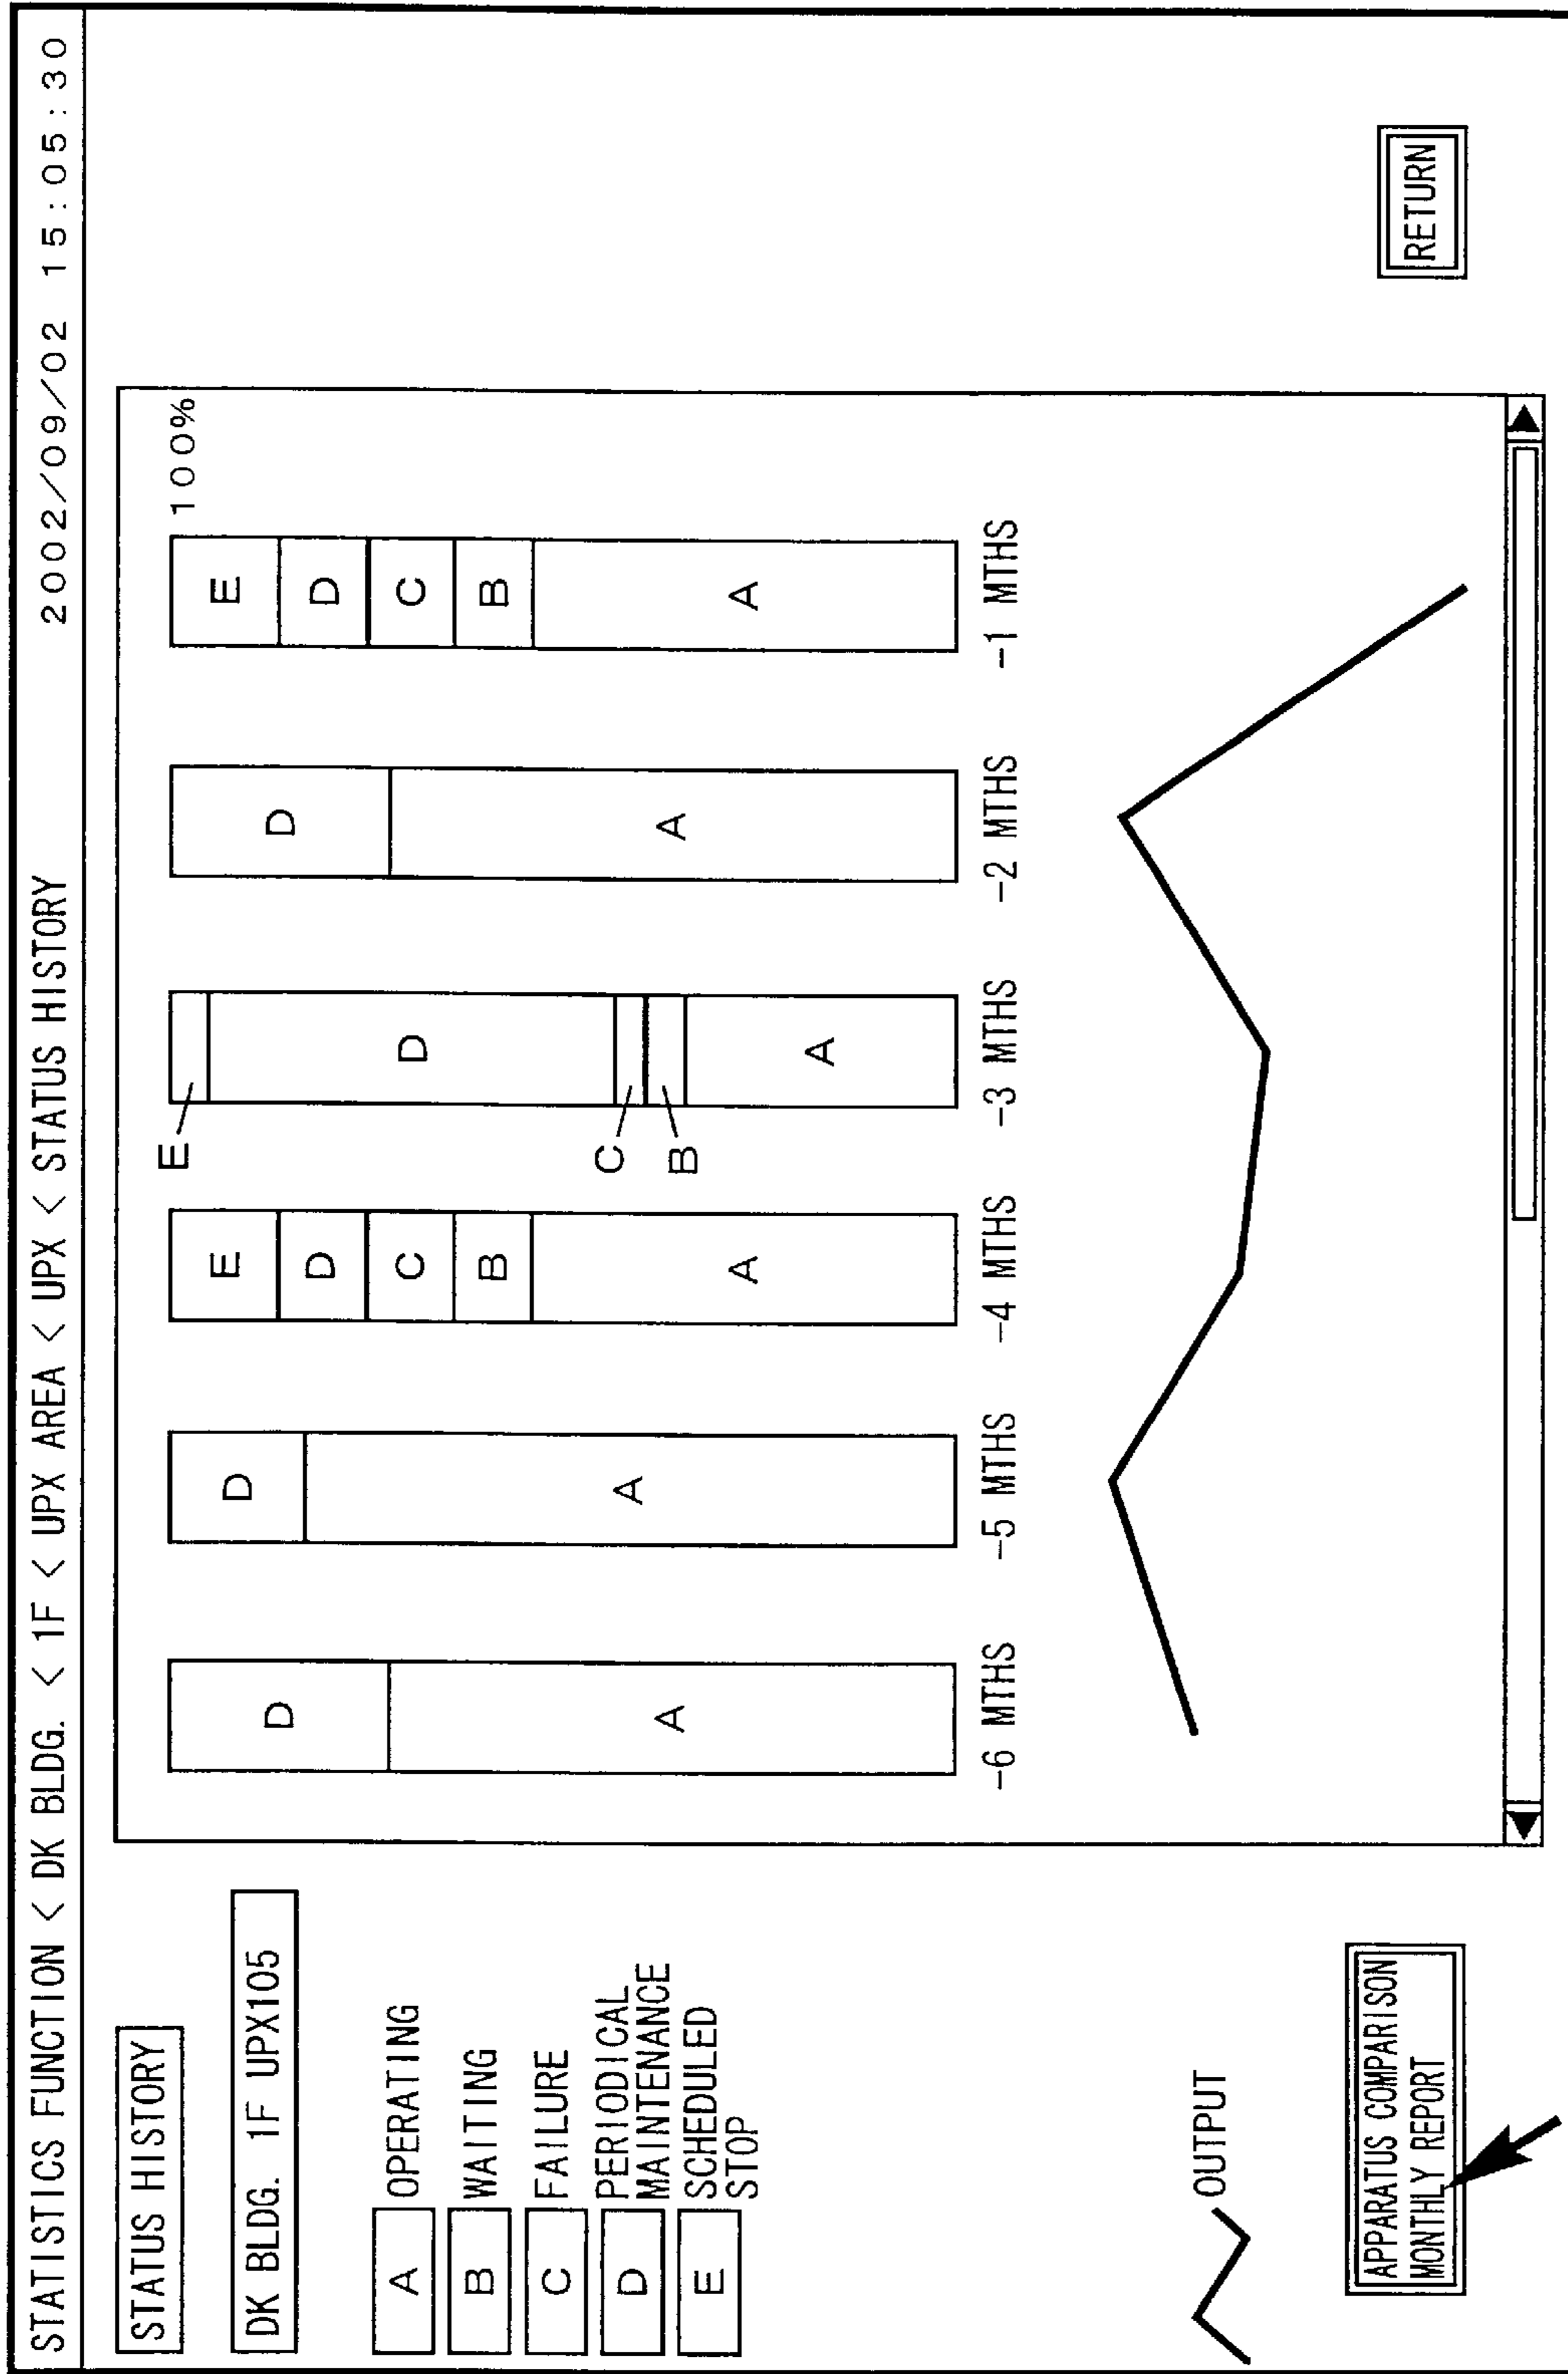 STATISTICS FUNCTION < DK BLDG. < 1F < UPX AREA < UPX < STATUS HISTORY 2002/09/02 15:05:30
STATUS HISTORY
DK BLDG. 1F UPX105
A OPERATING
B WAITING
C FAILURE
D PERIODICAL
MAINTENANCE
E SCHEDULED
STOP
OUTPUT
APPARATUS COMPARISON
MONTHLY REPORT
100%
D
A
D
A
E
D
C
B
A
E
D
C
B
A
D
A
E
D
C
B
A
-6 MTHS -5 MTHS -4 MTHS -3 MTHS -2 MTHS -1 MTHS
RETURN